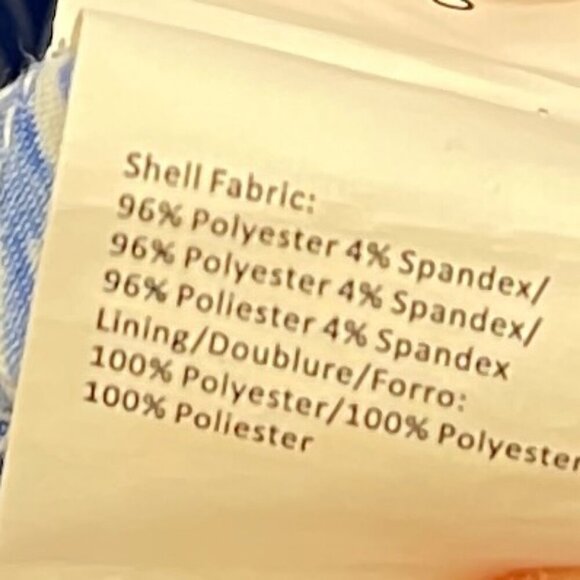 Shell Fabric:
96% Polyester 4% Spandex/
96% Polyester 4% Spandex/
96% Poliester 4% Spandex
Lining/Doublure/Forro:
100% Polyester/100% Polyester
100% Poliester